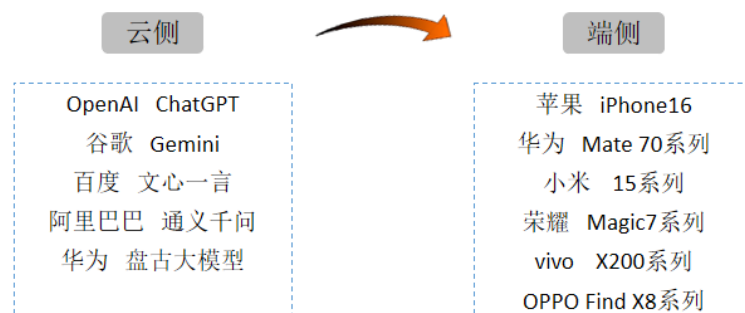 云侧
端侧
OpenAI ChatGPT
谷歌 Gemini
百度 文心一言
阿里巴巴 通义千问
华为 盘古大模型
苹果 iPhone16
华为 Mate 70系列
小米 15系列
荣耀 Magic7系列
vivo X200系列
OPPO Find X8系列